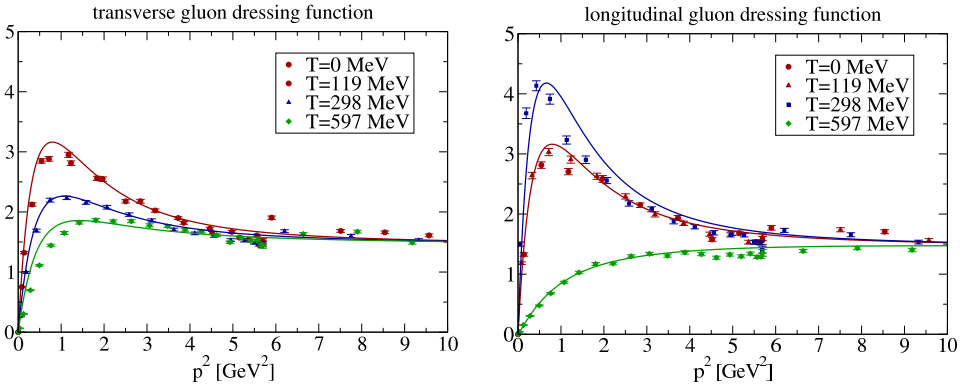 transverse gluon dressing function
5
4
3
2
1
0
T=0 MeV
T=119 MeV
T=298 MeV
T=597 MeV
0 1 2 3 4 5 6 7 8 9 10
p² [GeV²]
longitudinal gluon dressing function
5
4
3
2
1
0
T=0 MeV
T=119 MeV
T=298 MeV
T=597 MeV
0 1 2 3 4 5 6 7 8 9 10
p² [GeV²]